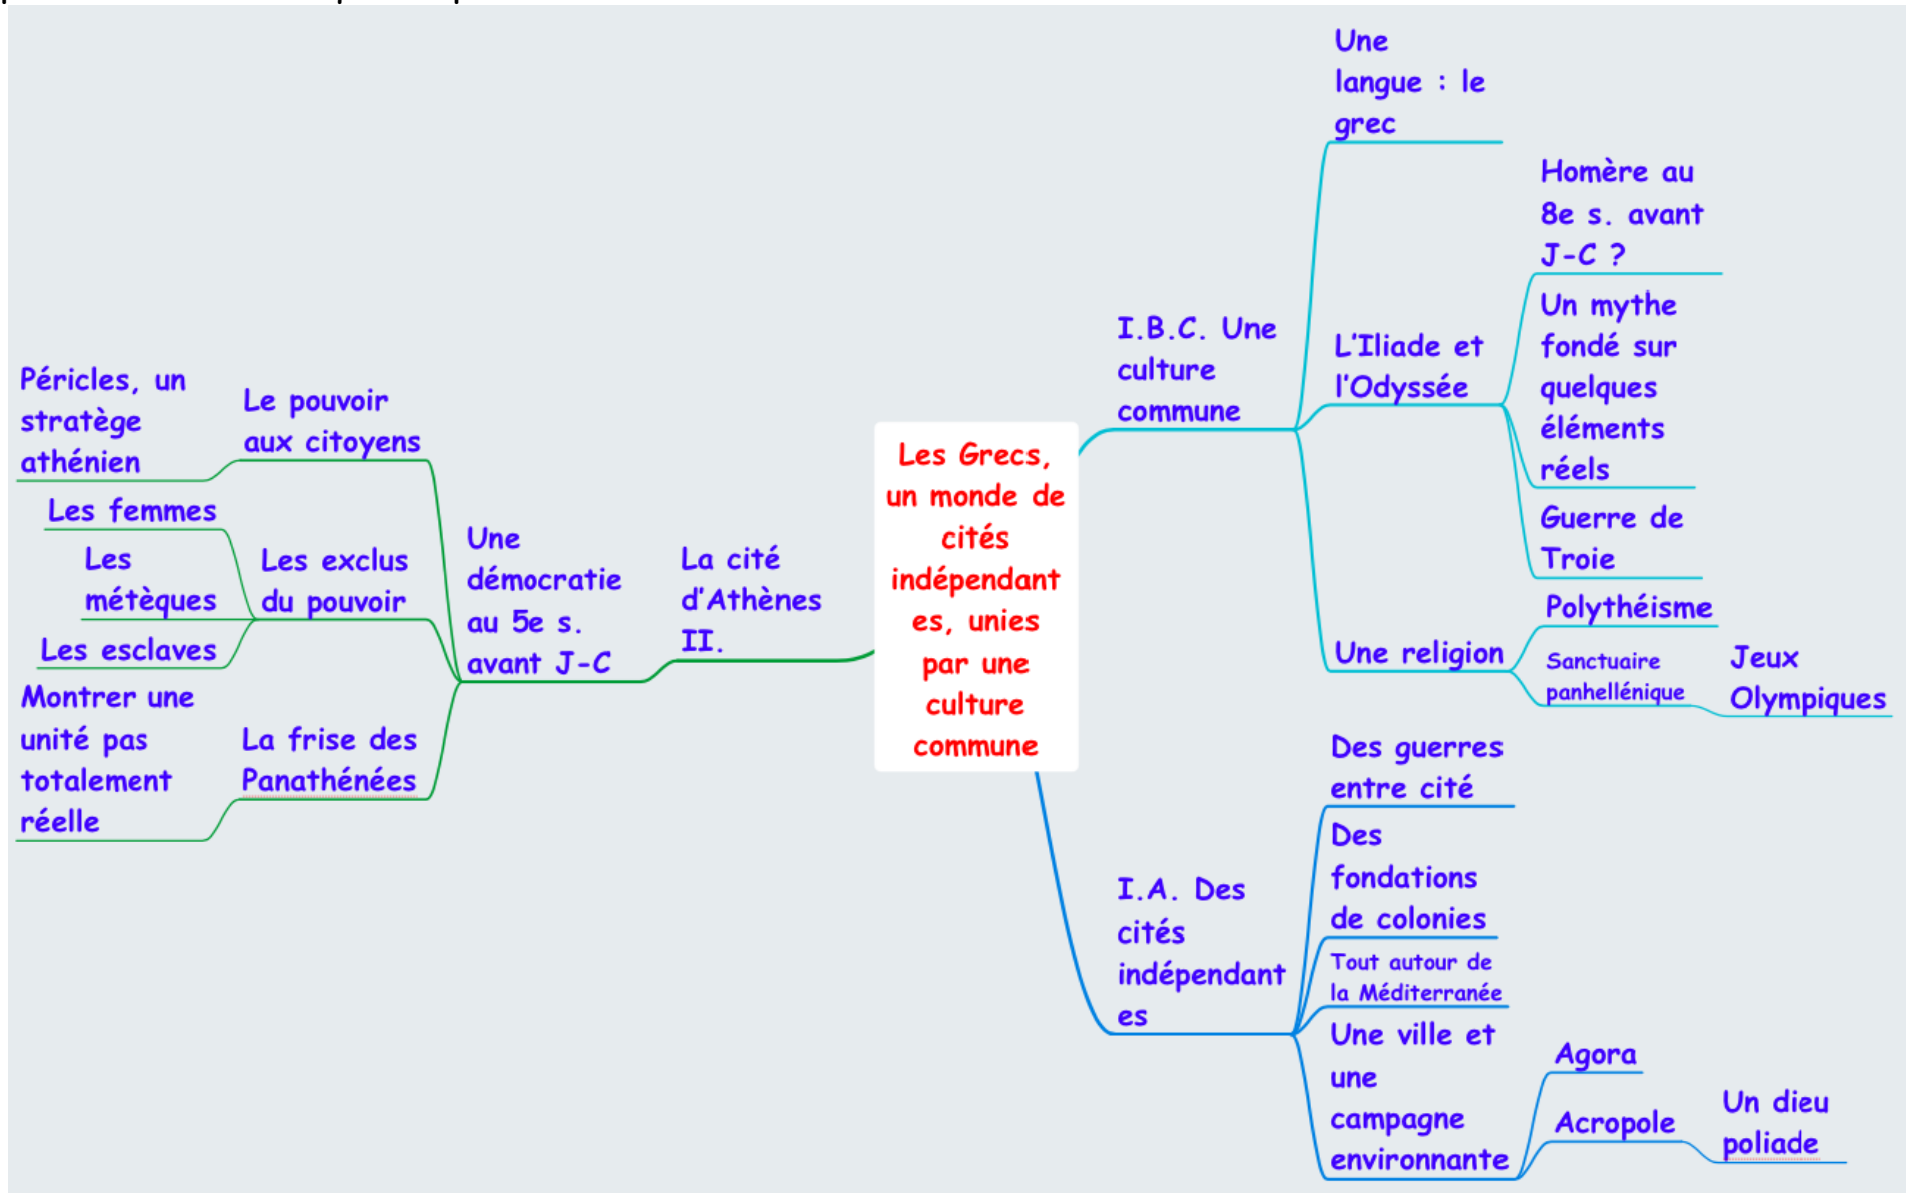 Les Grecs,
un monde de
cités
indépendant
es, unies
par une
culture
commune
I.B.C. Une
culture
commune
Une
langue : le
grec
L'Iliade et
l'Odyssée
Homère au
8e s. avant
J-C ?
Un mythe
fondé sur
quelques
éléments
réels
Guerre de
Troie
Une religion
Polythéisme
Sanctuaire
panhellénique
Jeux
Olympiques
I.A. Des
cités
indépendant
es
Des guerres
entre cité
Des
fondations
de colonies
Tout autour de
la Méditerranée
Une ville et
une
campagne
environnante
Agora
Acropole
Un dieu
poliade
La cité
d'Athènes
II.
Une
démocratie
au 5e s.
avant J-C
Le pouvoir
aux citoyens
Péricles, un
stratège
athénien
Les exclus
du pouvoir
Les femmes
Les
métèques
Les esclaves
La frise des
Panathénées
Montrer une
unité pas
totalement
réelle